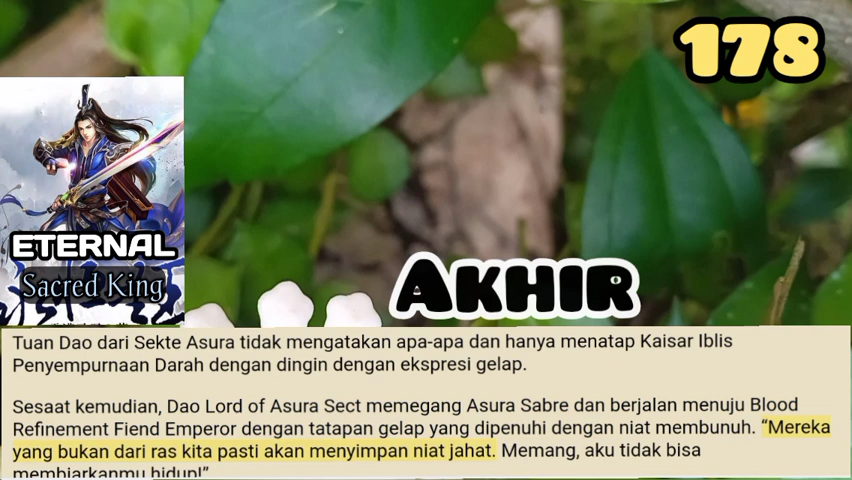 178
ETERNAL
Sacred King
AKHIR
Tuan Dao dari Sekte Asura tidak mengatakan apa-apa dan hanya menatap Kaisar Iblis
Penyempurnaan Darah dengan dingin dengan ekspresi gelap.
Sesaat kemudian, Dao Lord of Asura Sect memegang Asura Sabre dan berjalan menuju Blood
Refinement Fiend Emperor dengan tatapan gelap yang dipenuhi dengan niat membunuh. “Mereka
yang bukan dari ras kita pasti akan menyimpan niat jahat. Memang, aku tidak bisa
membiarkanmu hidup!”